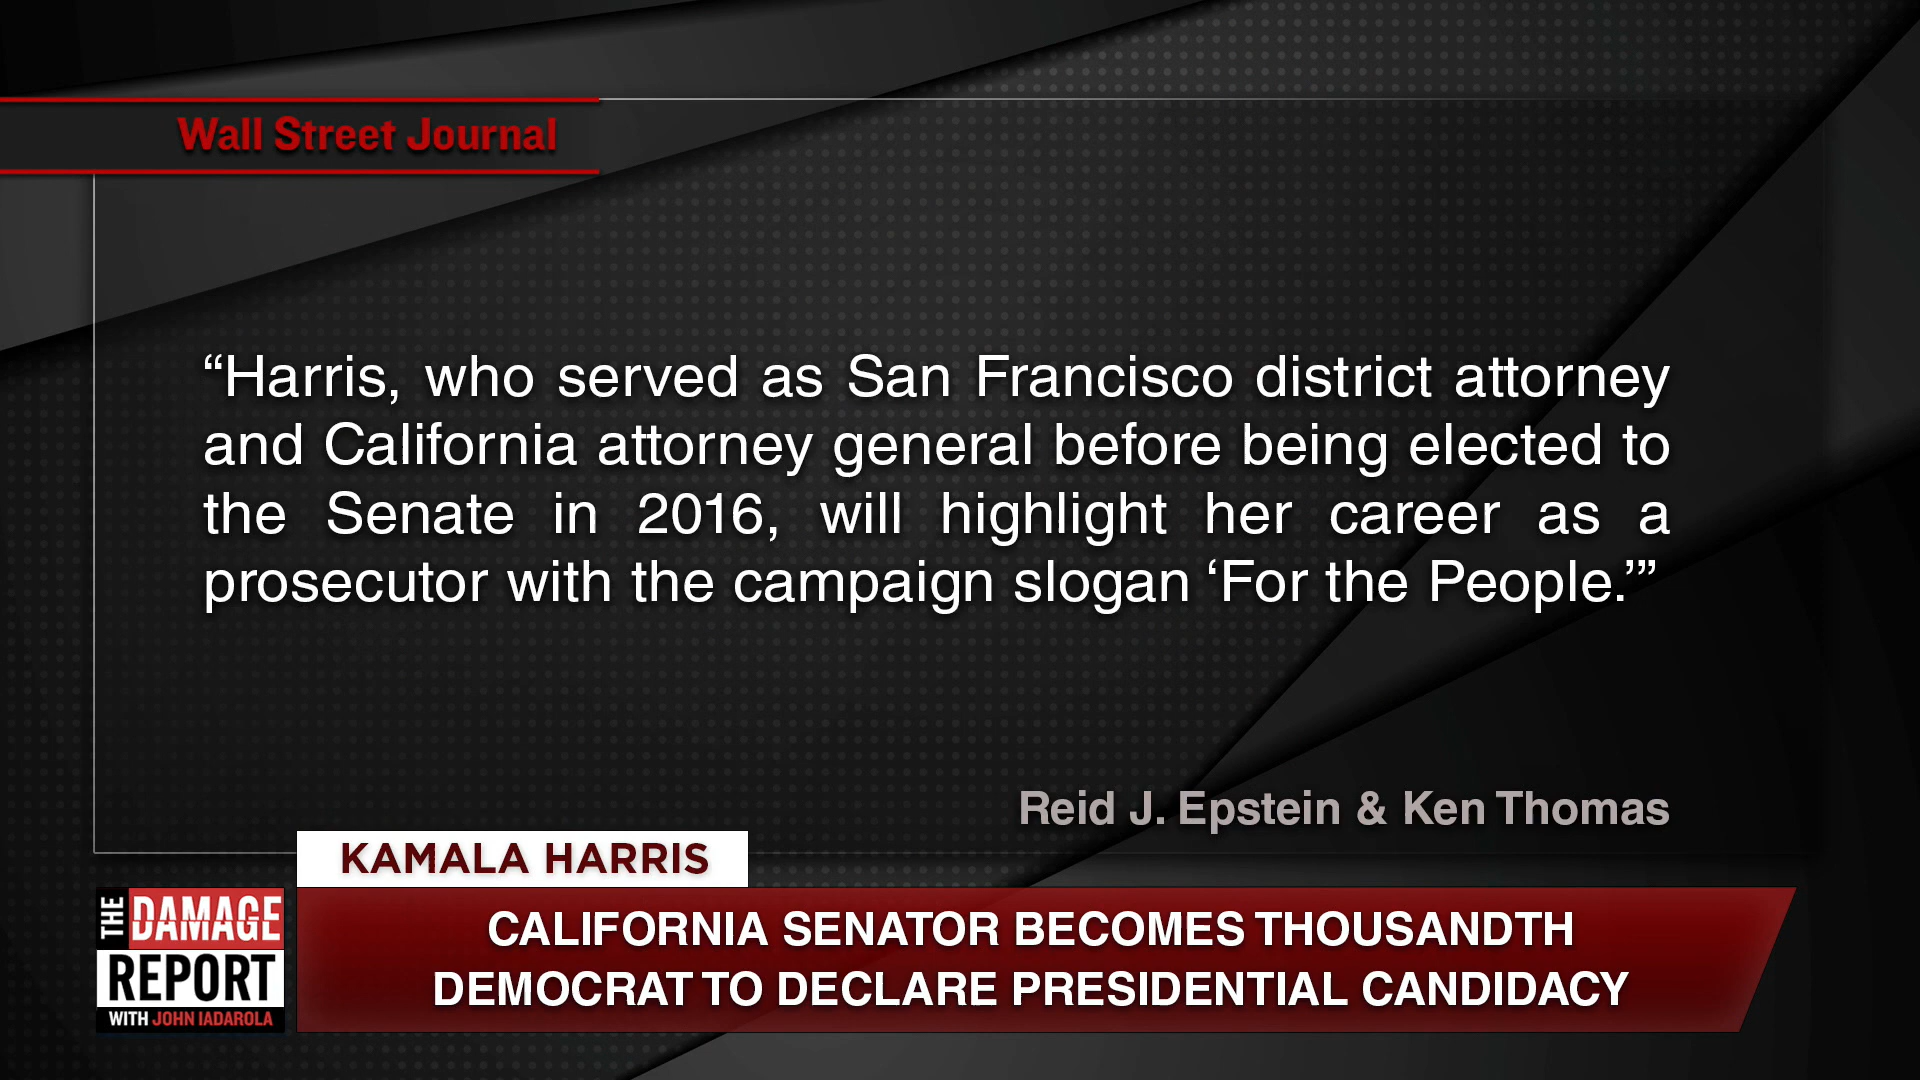 Wall Street Journal
“Harris, who served as San Francisco district attorney
and California attorney general before being elected to
the Senate in 2016, will highlight her career as a
prosecutor with the campaign slogan ‘For the People.’”
Reid J. Epstein & Ken Thomas
KAMALA HARRIS
CALIFORNIA SENATOR BECOMES THOUSANDTH
DEMOCRAT TO DECLARE PRESIDENTIAL CANDIDACY
THE DAMAGE
REPORT
WITH JOHN IADAROLA